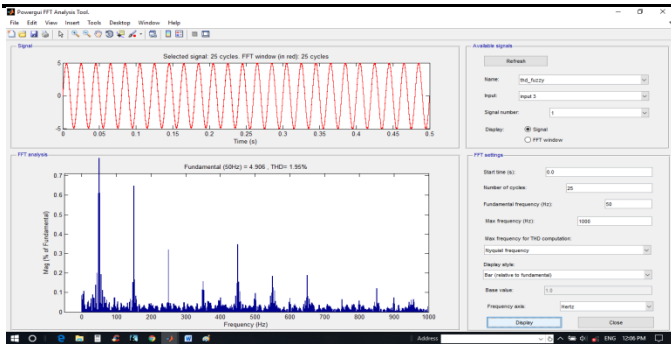 Powergui FFT Analysis Tool.
File Edit View Insert Tools Desktop Window Help
Signal
Selected signal: 25 cycles. FFT window (in red): 25 cycles
5
0
-5
0 0.05 0.1 0.15 0.2 0.25 0.3 0.35 0.4 0.45 0.5
Time (s)
FFT analysis
Fundamental (50Hz) = 4.906 , THD= 1.95%
Mag (% of Fundamental)
0.7
0.6
0.5
0.4
0.3
0.2
0.1
0
0 100 200 300 400 500 600 700 800 900 1000
Frequency (Hz)
Available signals
Refresh
Name: thd_fuzzy
Input: input 3
Signal number: 1
Display: Signal
FFT window
FFT settings
Start time (s): 0.0
Number of cycles: 25
Fundamental frequency (Hz): 50
Max frequency (Hz): 1000
Max frequency for THD computation:
Nyquist frequency
Display style:
Bar (relative to fundamental)
Base value: 1.0
Frequency axis: Hertz
Display Close
Address ENG 12:06 PM